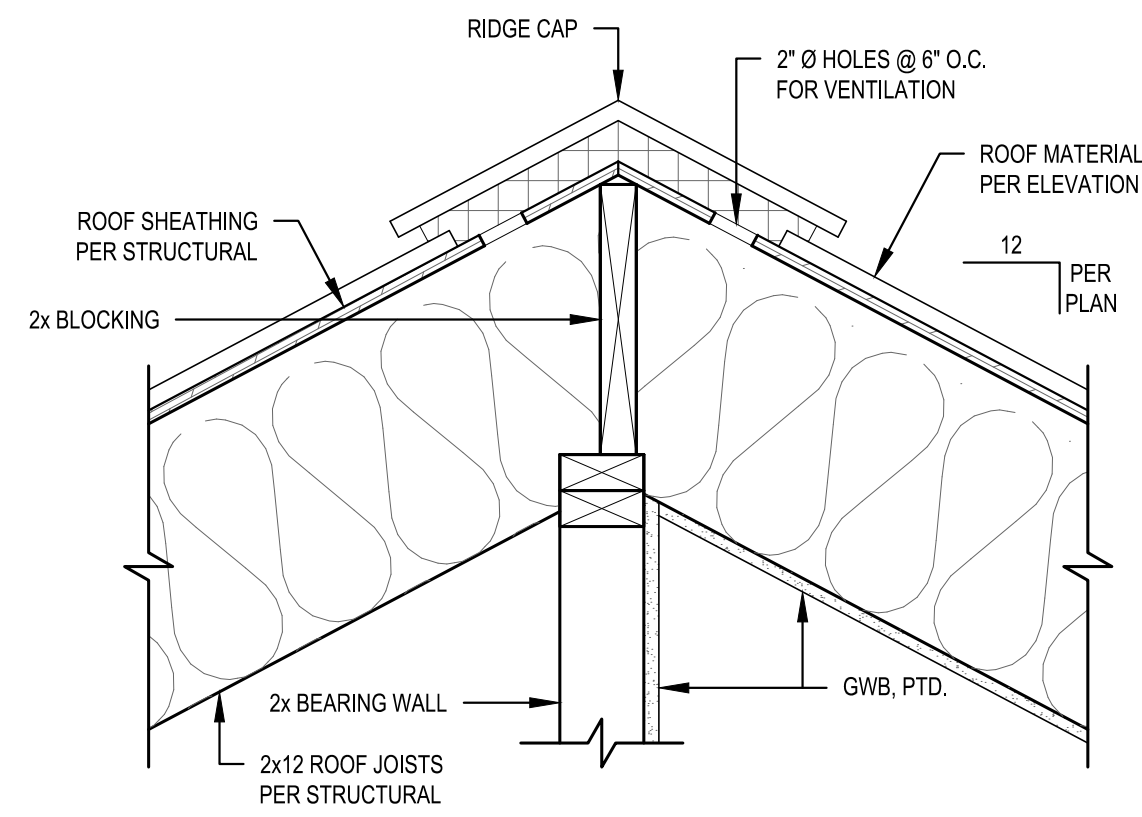 RIDGE CAP
2" Ø HOLES @ 6" O.C.
FOR VENTILATION
ROOF MATERIAL
PER ELEVATION
ROOF SHEATHING
PER STRUCTURAL
12
PER
PLAN
2x BLOCKING
GWB, PTD.
2x BEARING WALL
2x12 ROOF JOISTS
PER STRUCTURAL